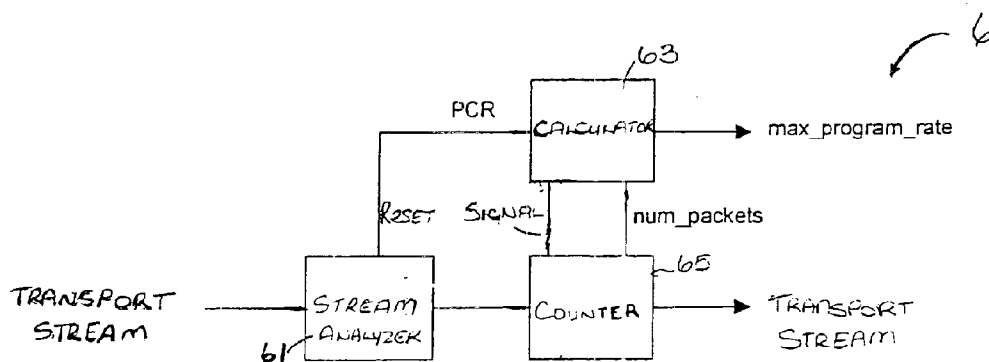 6
63
PCR
CALCULATOR
max_program_rate
RESET
SIGNAL
num_packets
65
TRANSPORT
STREAM
STREAM
ANALYZER
61
COUNTER
TRANSPORT
STREAM